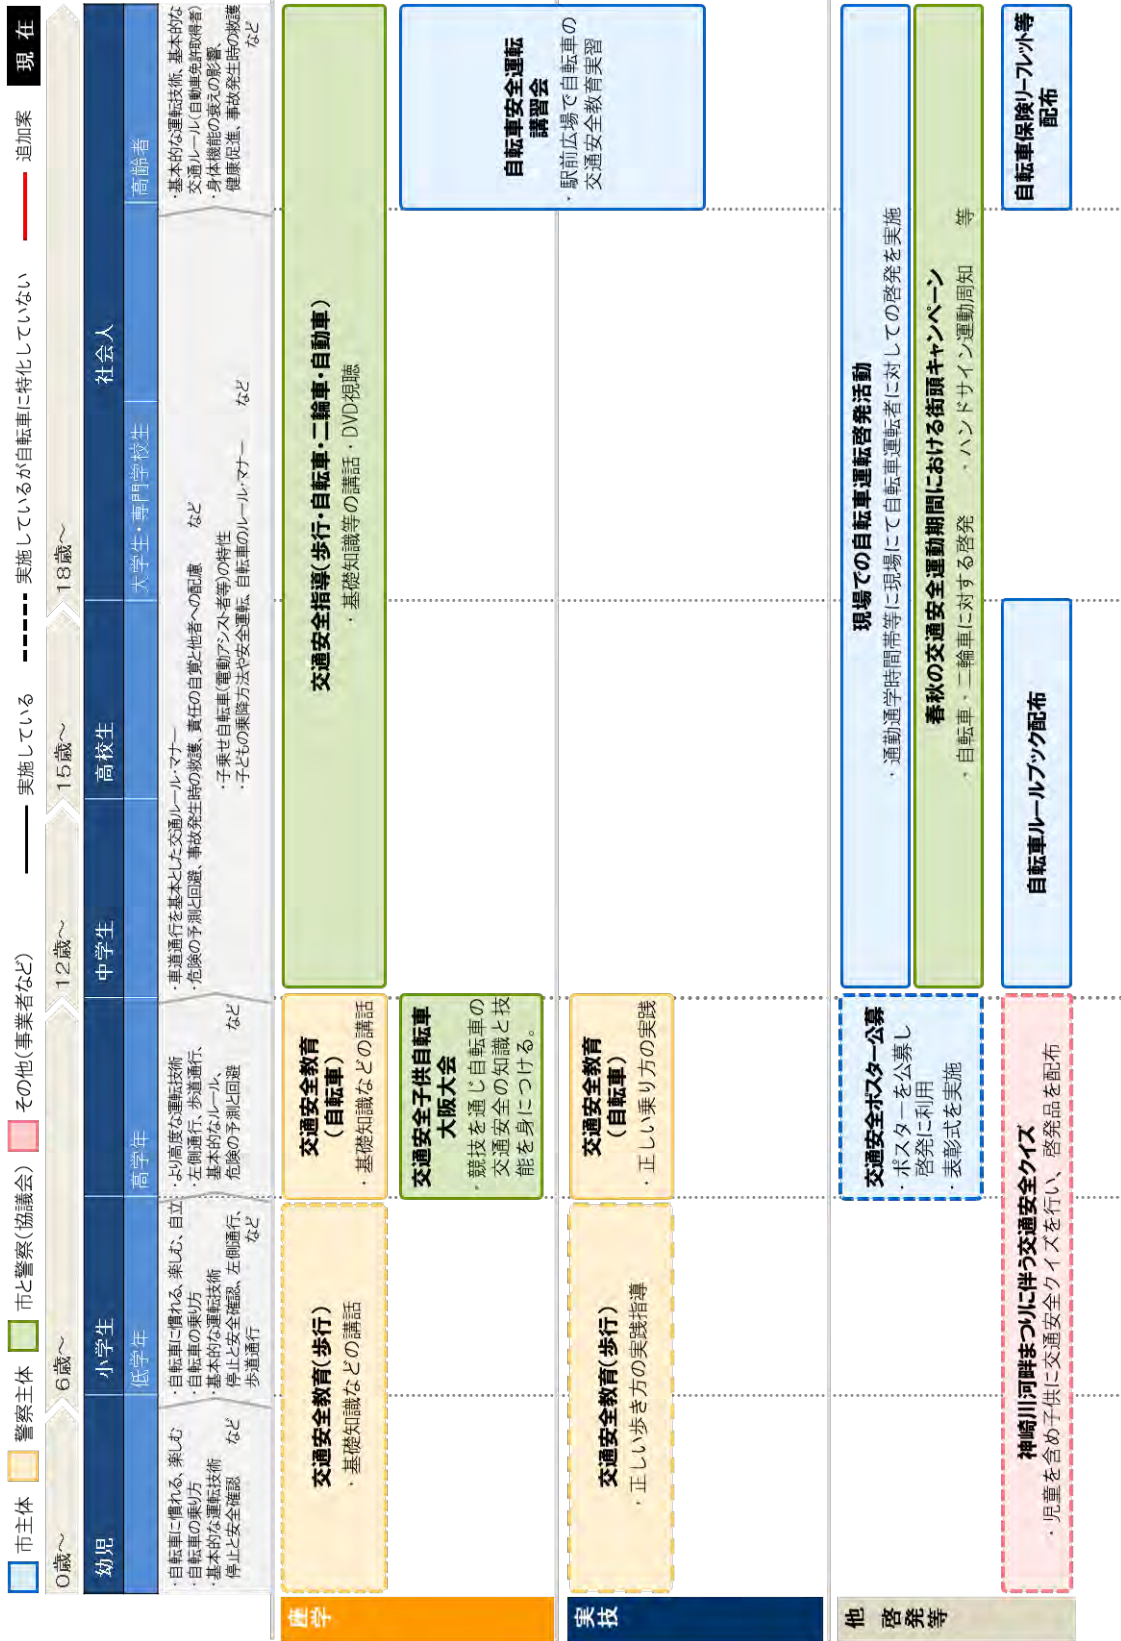 市主体
警察主体
市と警察(協議会)
その他(事業者など)
実施している
実施しているが自転車に特化していない
追加案
現 在
0歳～
6歳～
12歳～
15歳～
18歳～
幼児
小学生
中学生
高校生
社会人
低学年
高学年
大学生・専門学校生
高齢者
・自転車に慣れる、楽しむ
・自転車の乗り方
・基本的な運転技術
停止と安全確認　など
・自転車に慣れる、楽しむ、自立
・自転車の乗り方
・基本的な運転技術
停止と安全確認、左側通行、
歩道通行　など
・より高度な運転技術
・左側通行、歩道通行、
基本的なルール、
危険の予測と回避　など
・車道通行を基本とした交通ルール・マナー
・危険の予測と回避、事故発生時の救護、責任の自覚と他者への配慮　など
・子乗せ自転車(電動アシスト者等)の特性
・子どもの乗降方法や安全運転、自転車のルール・マナー　など
・基本的な運転技術、基本的な
交通ルール(自動車免許取得者)
・身体機能の衰えの影響、
健康促進、事故発生時の救護
など
座学
交通安全教育(歩行)
・基礎知識などの講話
交通安全教育
(自転車)
・基礎知識などの講話
交通安全指導(歩行・自転車・二輪車・自動車)
・基礎知識等の講話・DVD視聴
交通安全子供自転車
大阪大会
・競技を通じ自転車の
交通安全の知識と技
能を身につける。
自転車安全運転
講習会
・駅前広場で自転車の
交通安全教育実習
実技
交通安全教育(歩行)
・正しい歩き方の実践指導
交通安全教育
(自転車)
・正しい乗り方の実践
他
啓発等
交通安全ポスター公募
・ポスターを公募し
啓発に利用
・表彰式を実施
現場での自転車運転啓発活動
・通勤通学時間帯等に現場にて自転車運転者に対しての啓発を実施
春秋の交通安全運動期間における街頭キャンペーン
・自転車・二輪車に対する啓発　・ハンドサイン運動周知　等
神崎川河畔まつりに伴う交通安全クイズ
・児童を含め子供に交通安全クイズを行い、啓発品を配布
自転車ルールブック配布
自転車保険リーフレット等
配布